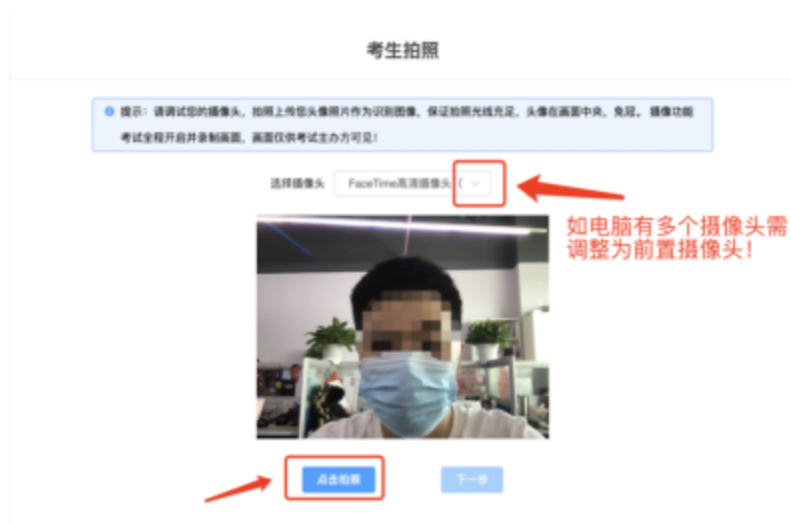 考生拍照
提示：请调试您的摄像头，拍照上传您头像照片作为识别图像，保证拍照光线充足，头像在画面中央，免冠。摄像功能
考试全程开启并录制画面，画面仅供考试主办方可见！
选择摄像头 FaceTime高清摄像头 (
如电脑有多个摄像头需
调整为前置摄像头！
点击拍照 下一步